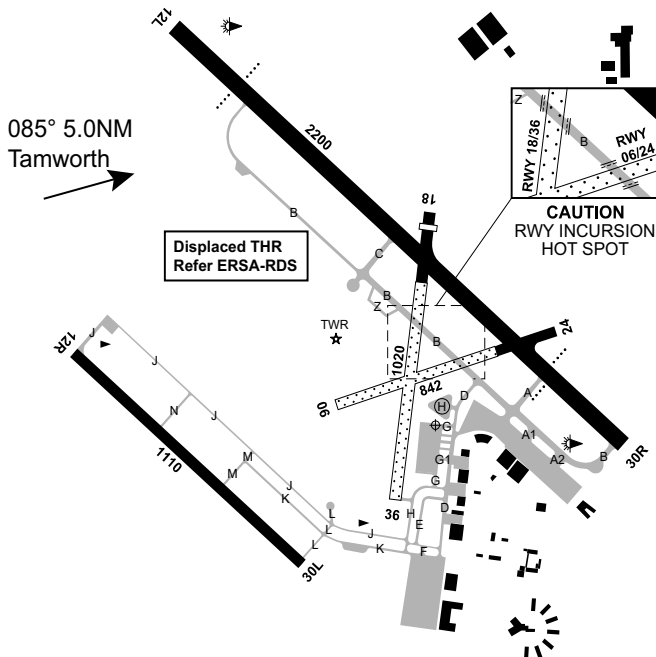 12L
2200
085° 5.0NM
Tamworth
Z
RWY 18/36
B
RWY
06/24
CAUTION
RWY INCURSION
HOT SPOT
18
B
Displaced THR
Refer ERSA-RDS
C
B
Z
TWR
B
24
1020
842
06
12R
J
J
N
J
1110
M
M
K
J
L
L
L
30L
J
K
D
H
G
G1
G
A
A1
A2
B
30R
36
H
E
D
F